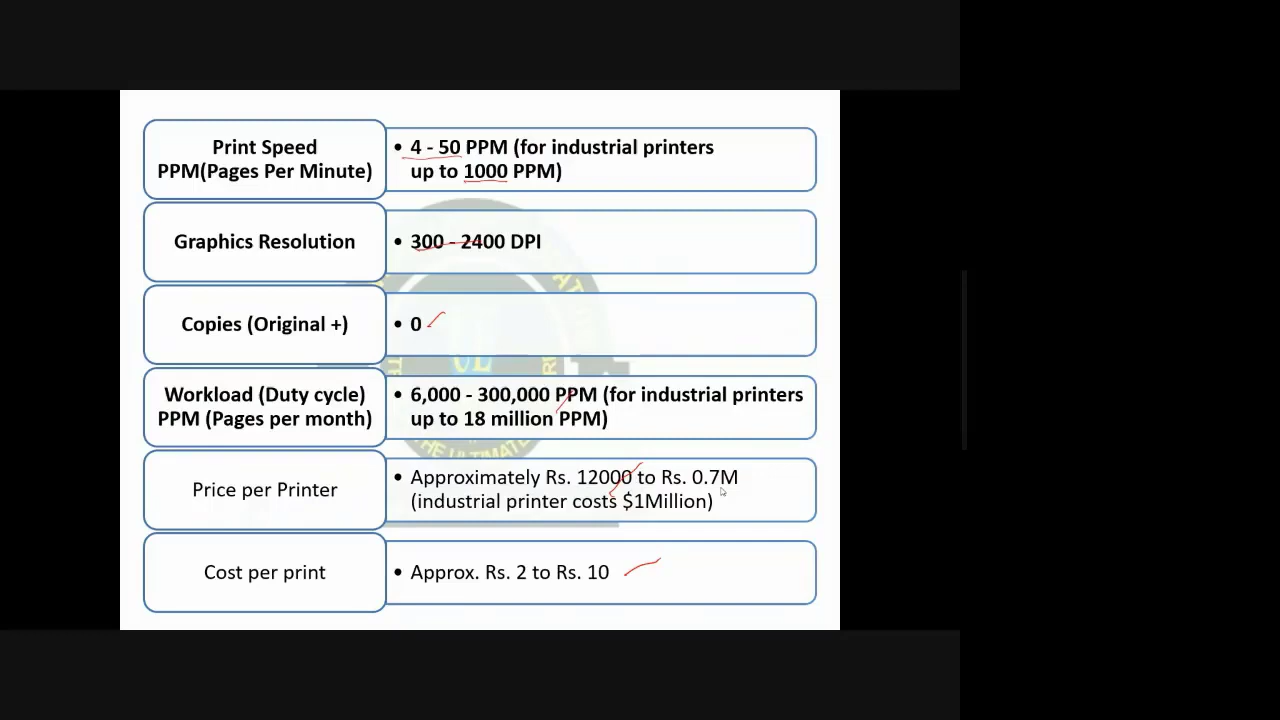 Print Speed
PPM(Pages Per Minute)
• 4 - 50 PPM (for industrial printers
up to 1000 PPM)
Graphics Resolution
• 300 - 2400 DPI
Copies (Original +)
• 0
Workload (Duty cycle)
PPM (Pages per month)
• 6,000 - 300,000 PPM (for industrial printers
up to 18 million PPM)
Price per Printer
• Approximately Rs. 12000 to Rs. 0.7M
(industrial printer costs $1Million)
Cost per print
• Approx. Rs. 2 to Rs. 10
THE ULTIMATE